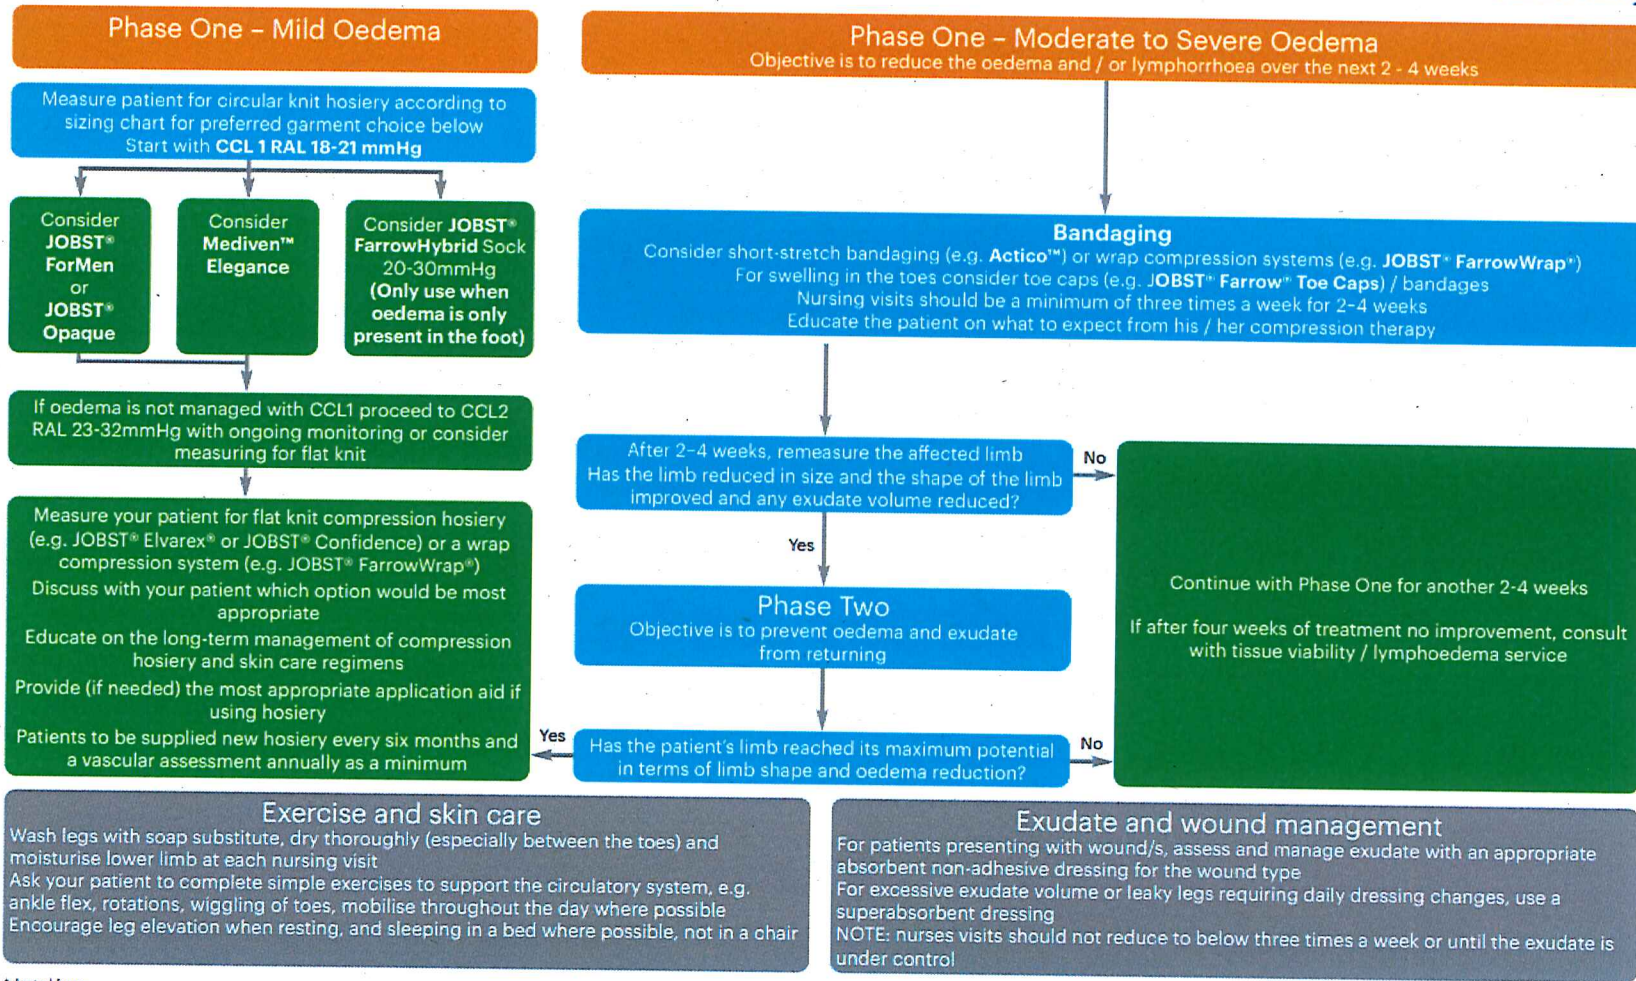 Phase One – Mild Oedema
Measure patient for circular knit hosiery according to
sizing chart for preferred garment choice below
Start with CCL 1 RAL 18-21 mmHg
Consider
JOBST®
ForMen
or
JOBST®
Opaque
Consider
Mediven™
Elegance
Consider JOBST®
FarrowHybrid Sock
20-30mmHg
(Only use when
oedema is only
present in the foot)
If oedema is not managed with CCL1 proceed to CCL2
RAL 23-32mmHg with ongoing monitoring or consider
measuring for flat knit
Measure your patient for flat knit compression hosiery
(e.g. JOBST® Elvarex® or JOBST® Confidence) or a wrap
compression system (e.g. JOBST® FarrowWrap®)
Discuss with your patient which option would be most
appropriate
Educate on the long-term management of compression
hosiery and skin care regimens
Provide (if needed) the most appropriate application aid if
using hosiery
Patients to be supplied new hosiery every six months and
a vascular assessment annually as a minimum
Phase One – Moderate to Severe Oedema
Objective is to reduce the oedema and / or lymphorrhoea over the next 2 - 4 weeks
Bandaging
Consider short-stretch bandaging (e.g. Actico™) or wrap compression systems (e.g. JOBST® FarrowWrap®)
For swelling in the toes consider toe caps (e.g. JOBST® Farrow® Toe Caps) / bandages
Nursing visits should be a minimum of three times a week for 2-4 weeks
Educate the patient on what to expect from his / her compression therapy
After 2-4 weeks, remeasure the affected limb
Has the limb reduced in size and the shape of the limb
improved and any exudate volume reduced?
No
Yes
Phase Two
Objective is to prevent oedema and exudate
from returning
Has the patient's limb reached its maximum potential
in terms of limb shape and oedema reduction?
Yes
No
Continue with Phase One for another 2-4 weeks
If after four weeks of treatment no improvement, consult
with tissue viability / lymphoedema service
Exercise and skin care
Wash legs with soap substitute, dry thoroughly (especially between the toes) and
moisturise lower limb at each nursing visit
Ask your patient to complete simple exercises to support the circulatory system, e.g.
ankle flex, rotations, wiggling of toes, mobilise throughout the day where possible
Encourage leg elevation when resting, and sleeping in a bed where possible, not in a chair
Exudate and wound management
For patients presenting with wound/s, assess and manage exudate with an appropriate
absorbent non-adhesive dressing for the wound type
For excessive exudate volume or leaky legs requiring daily dressing changes, use a
superabsorbent dressing
NOTE: nurses visits should not reduce to below three times a week or until the exudate is
under control